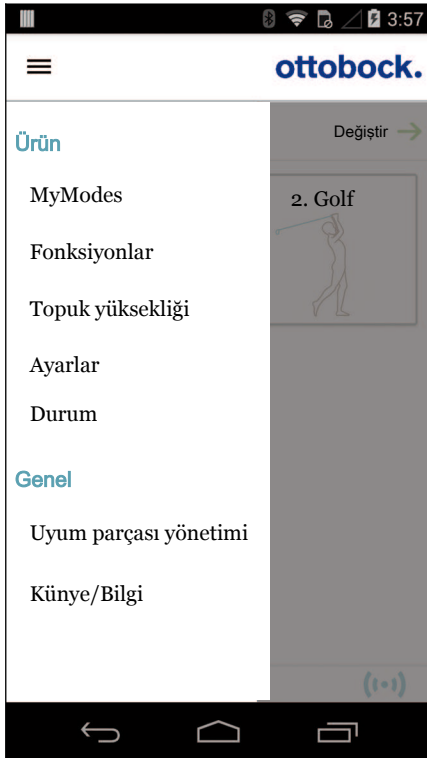 3:57
ottobock.
Değiştir
Ürün
MyModes
2. Golf
Fonksiyonlar
Topuk yüksekliği
Ayarlar
Durum
Genel
Uyum parçası yönetimi
Künye/Bilgi